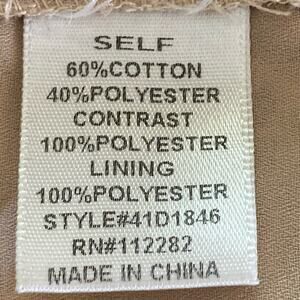 SELF
60%COTTON
40%POLYESTER
CONTRAST
100%POLYESTER
LINING
100%POLYESTER
STYLE#41D1846
RN#112282
MADE IN CHINA